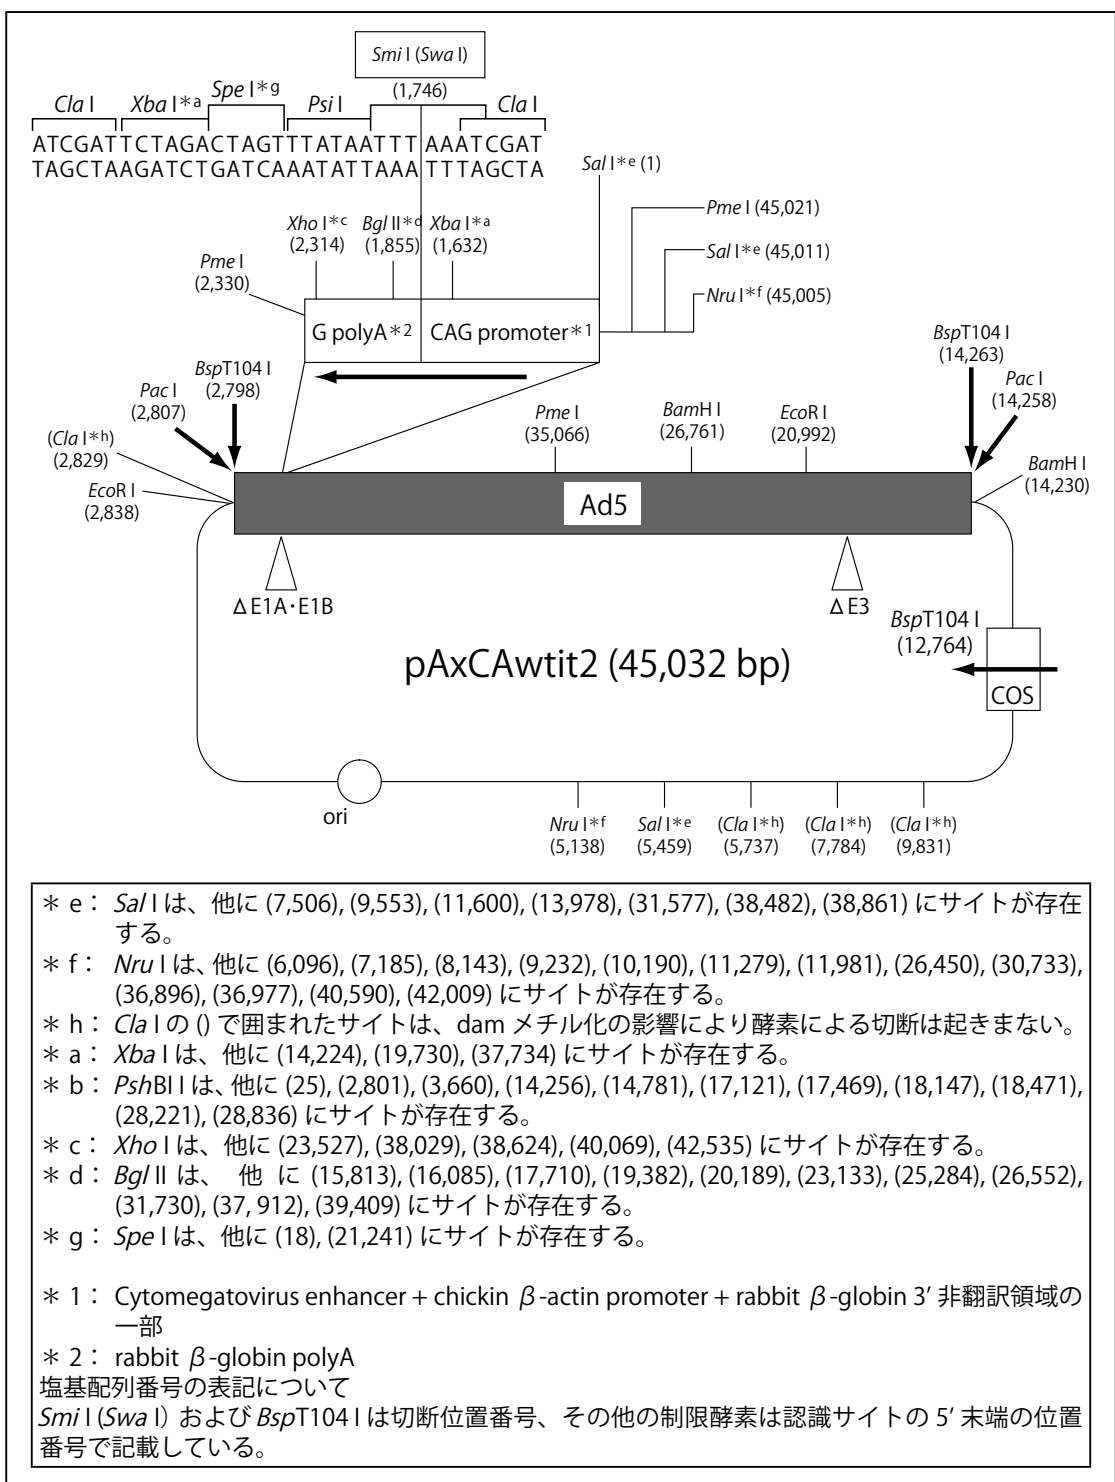 Smi I (Swa I)
(1,746)
Cla I
Xba I*a
Spe I*g
Psi I
Cla I
ATCGATTCTAGACTAGTTTATAATTTAAATCGAT
TAGCTAAGATCTGATCAAATATTAAATTTAGCTA
Sal I*e (1)
Pme I (45,021)
Sal I*e (45,011)
Nru I*f (45,005)
Xho I*c
(2,314)
Bgl II*d
(1,855)
Xba I*a
(1,632)
Pme I
(2,330)
G polyA*2
CAG promoter*1
BspT104 I
(14,263)
Pac I
(14,258)
BspT104 I
(2,798)
Pac I
(2,807)
(Cla I*h)
(2,829)
EcoR I
(2,838)
Pme I
(35,066)
BamH I
(26,761)
EcoR I
(20,992)
BamH I
(14,230)
Ad5
ΔE1A・E1B
ΔE3
BspT104 I
(12,764)
COS
pAxCAwtit2 (45,032 bp)
ori
Nru I*f
(5,138)
Sal I*e
(5,459)
(Cla I*h)
(5,737)
(Cla I*h)
(7,784)
(Cla I*h)
(9,831)
＊e： Sal I は、他に (7,506), (9,553), (11,600), (13,978), (31,577), (38,482), (38,861) にサイトが存在
する。
＊f： Nru I は、他に (6,096), (7,185), (8,143), (9,232), (10,190), (11,279), (11,981), (26,450), (30,733),
(36,896), (36,977), (40,590), (42,009) にサイトが存在する。
＊h： Cla I の () で囲まれたサイトは、dam メチル化の影響により酵素による切断は起きまない。
＊a： Xba I は、他に (14,224), (19,730), (37,734) にサイトが存在する。
＊b： PshBI I は、他に (25), (2,801), (3,660), (14,256), (14,781), (17,121), (17,469), (18,147), (18,471),
(28,221), (28,836) にサイトが存在する。
＊c： Xho I は、他に (23,527), (38,029), (38,624), (40,069), (42,535) にサイトが存在する。
＊d： Bgl II は、 他 に (15,813), (16,085), (17,710), (19,382), (20,189), (23,133), (25,284), (26,552),
(31,730), (37, 912), (39,409) にサイトが存在する。
＊g： Spe I は、他に (18), (21,241) にサイトが存在する。
＊1： Cytomegatovirus enhancer + chickin β-actin promoter + rabbit β-globin 3’ 非翻訳領域の
一部
＊2： rabbit β-globin polyA
塩基配列番号の表記について
Smi I (Swa I) および BspT104 I は切断位置番号、その他の制限酵素は認識サイトの 5’ 末端の位置
番号で記載している。